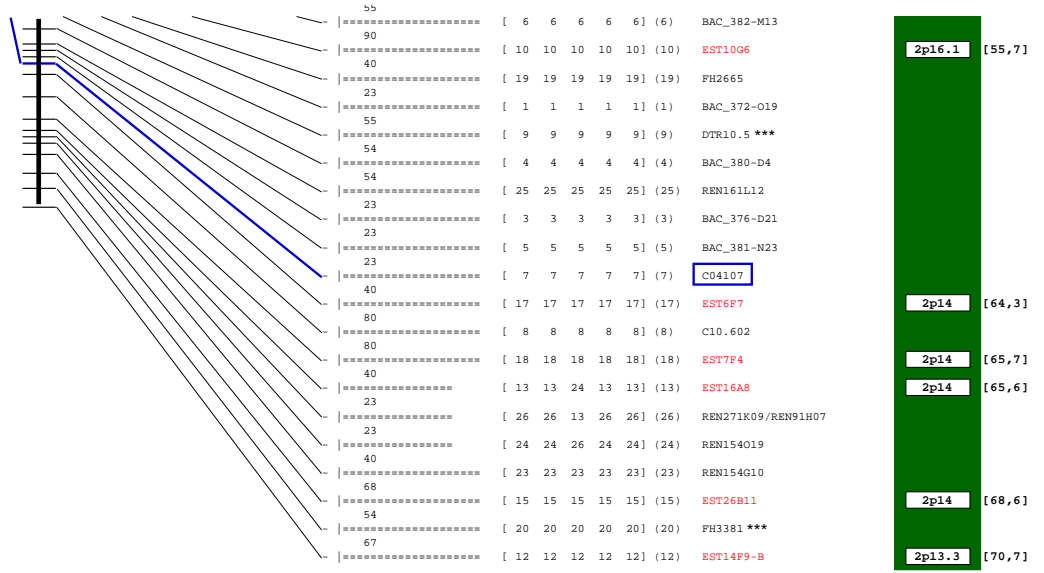 55
- |==================== [ 6 6 6 6 6] (6) BAC_382-M13
90
- |==================== [ 10 10 10 10 10] (10) EST10G6 2p16.1 [55,7]
40
- |==================== [ 19 19 19 19 19] (19) FH2665
23
- |==================== [ 1 1 1 1 1] (1) BAC_372-O19
55
- |==================== [ 9 9 9 9 9] (9) DTR10.5 ***
54
- |==================== [ 4 4 4 4 4] (4) BAC_380-D4
54
- |==================== [ 25 25 25 25 25] (25) REN161L12
23
- |==================== [ 3 3 3 3 3] (3) BAC_376-D21
23
- |==================== [ 5 5 5 5 5] (5) BAC_381-N23
23
- |==================== [ 7 7 7 7 7] (7) C04107
40
- |==================== [ 17 17 17 17 17] (17) EST6F7 2p14 [64,3]
80
- |==================== [ 8 8 8 8 8] (8) C10.602
80
- |==================== [ 18 18 18 18 18] (18) EST7F4 2p14 [65,7]
40
- |================ [ 13 13 24 13 13] (13) EST16A8 2p14 [65,6]
23
- |================ [ 26 26 13 26 26] (26) REN271K09/REN91H07
23
- |================ [ 24 24 26 24 24] (24) REN154O19
40
- |==================== [ 23 23 23 23 23] (23) REN154G10
68
- |==================== [ 15 15 15 15 15] (15) EST26B11 2p14 [68,6]
54
- |==================== [ 20 20 20 20 20] (20) FH3381 ***
67
- |==================== [ 12 12 12 12 12] (12) EST14F9-B 2p13.3 [70,7]